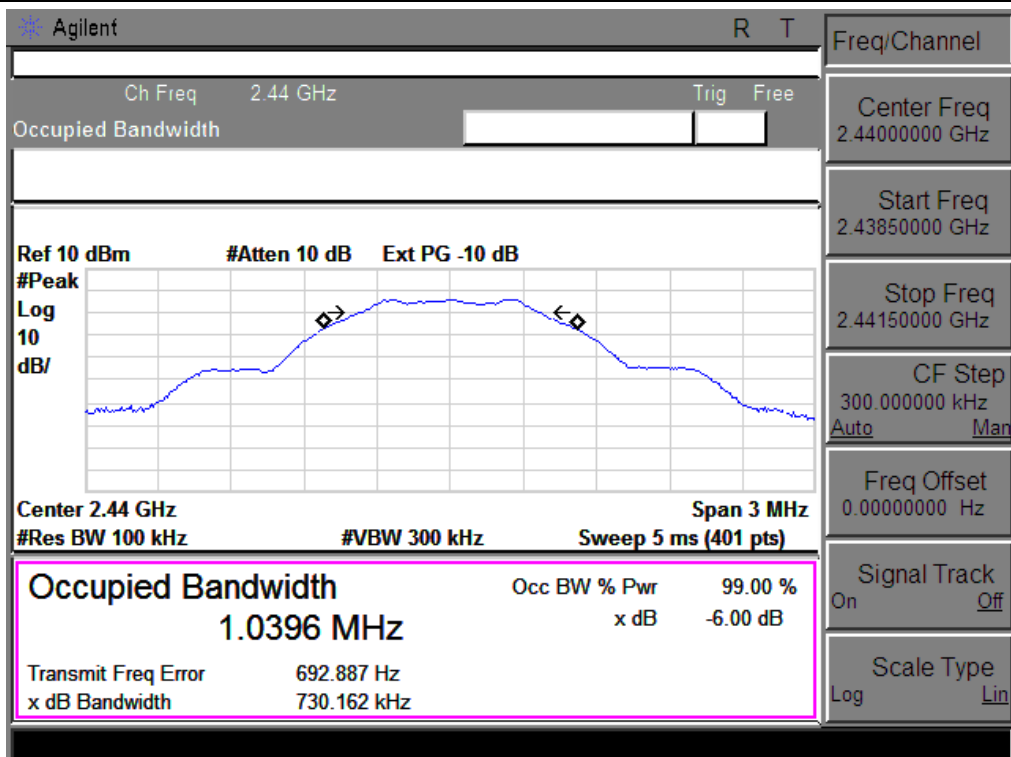 Agilent R T
Ch Freq 2.44 GHz Trig Free
Occupied Bandwidth
Ref 10 dBm #Atten 10 dB Ext PG -10 dB
#Peak
Log
10
dB/
Center 2.44 GHz Span 3 MHz
#Res BW 100 kHz #VBW 300 kHz Sweep 5 ms (401 pts)
Occupied Bandwidth Occ BW % Pwr 99.00 %
1.0396 MHz x dB -6.00 dB
Transmit Freq Error 692.887 Hz
x dB Bandwidth 730.162 kHz
Freq/Channel
Center Freq
2.44000000 GHz
Start Freq
2.43850000 GHz
Stop Freq
2.44150000 GHz
CF Step
300.000000 kHz
Auto Man
Freq Offset
0.00000000 Hz
Signal Track
On Off
Scale Type
Log Lin